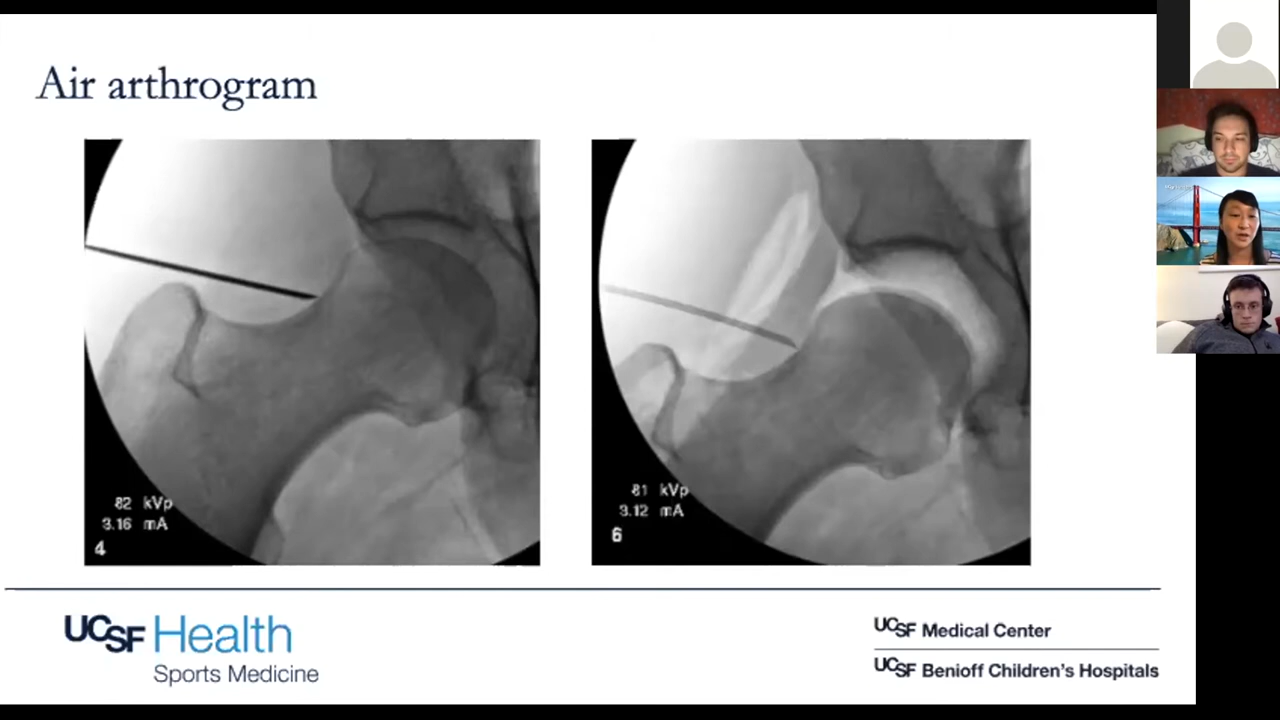 Air arthrogram
82 kVp
3.16 mA
4
81 kVp
3.12 mA
6
UCSF Health
Sports Medicine
UCSF Medical Center
UCSF Benioff Children's Hospitals